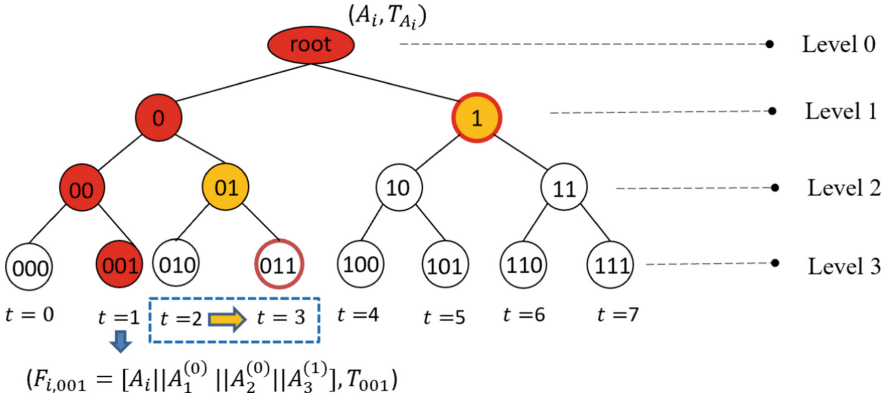 (A_i, T_{A_i})
root Level 0
0 1 Level 1
00 01 10 11 Level 2
000 001 010 011 100 101 110 111 Level 3
t = 0 t =1 t =2 t = 3 t =4 t =5 t =6 t =7
(F_{i,001} = [A_i||A_1^{(0)} ||A_2^{(0)}||A_3^{(1)}], T_{001})